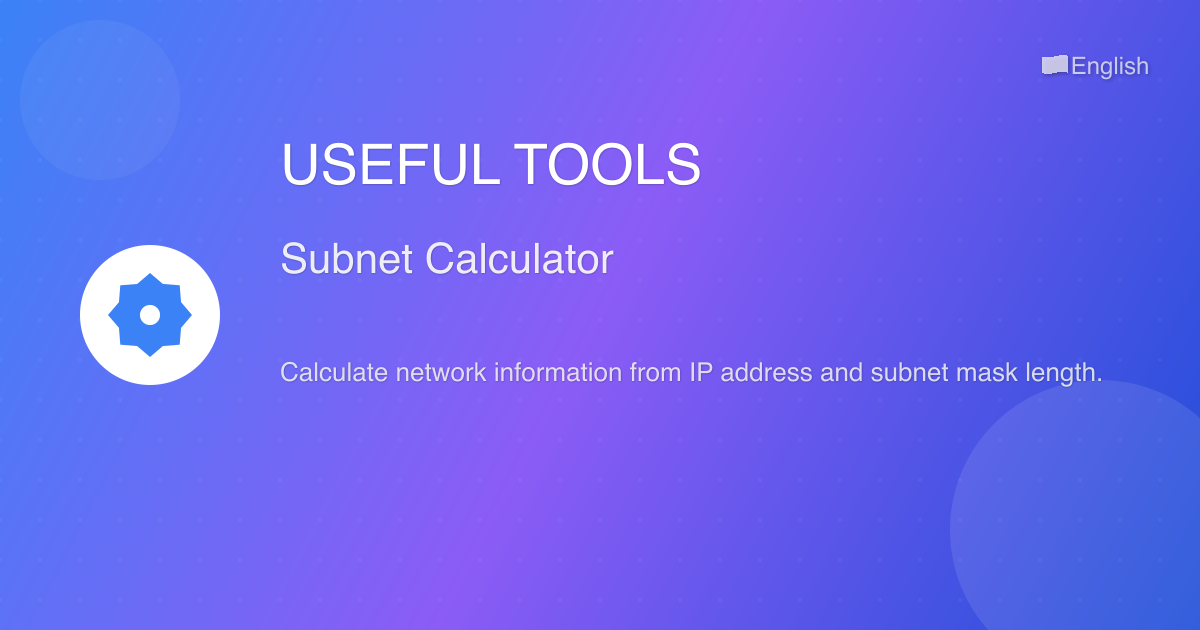 English
USEFUL TOOLS
Subnet Calculator
Calculate network information from IP address and subnet mask length.